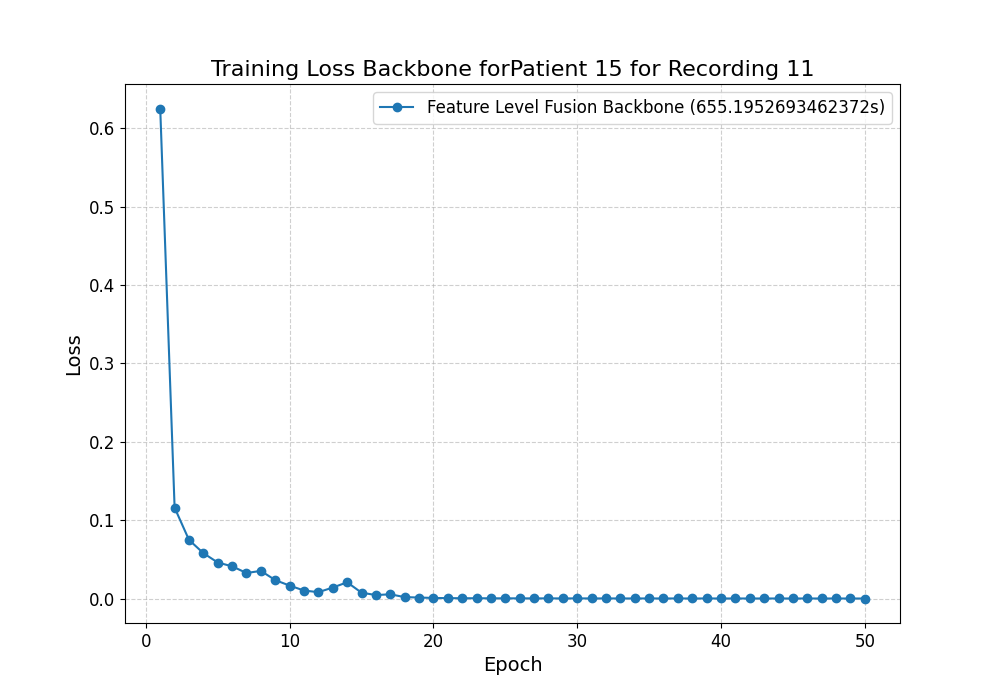 Training Loss Backbone forPatient 15 for Recording 11
Feature Level Fusion Backbone (655.1952693462372s)
0.6
0.5
0.4
0.3
0.2
0.1
0.0
Loss
0 10 20 30 40 50
Epoch